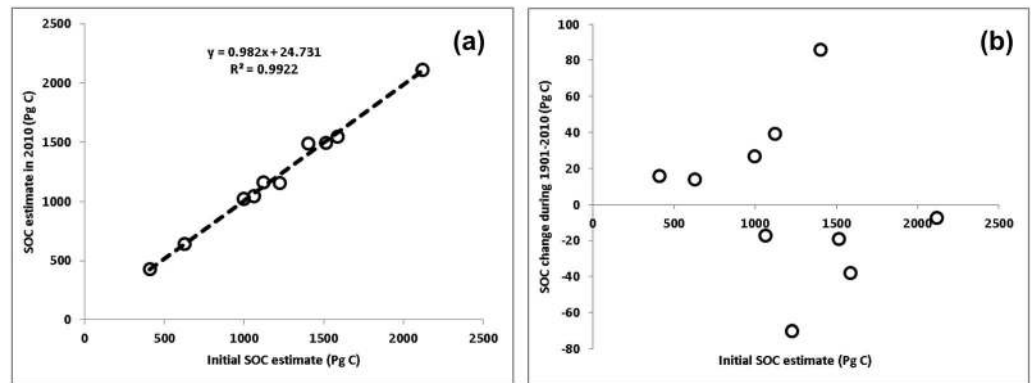 (a)
y = 0.982x + 24.731
R² = 0.9922
SOC estimate in 2010 (Pg C)
2500
2000
1500
1000
500
0
0 500 1000 1500 2000 2500
Initial SOC estimate (Pg C)
(b)
SOC change during 1901-2010 (Pg C)
100
80
60
40
20
0
-20
-40
-60
-80
0 500 1000 1500 2000 2500
Initial SOC estimate (Pg C)